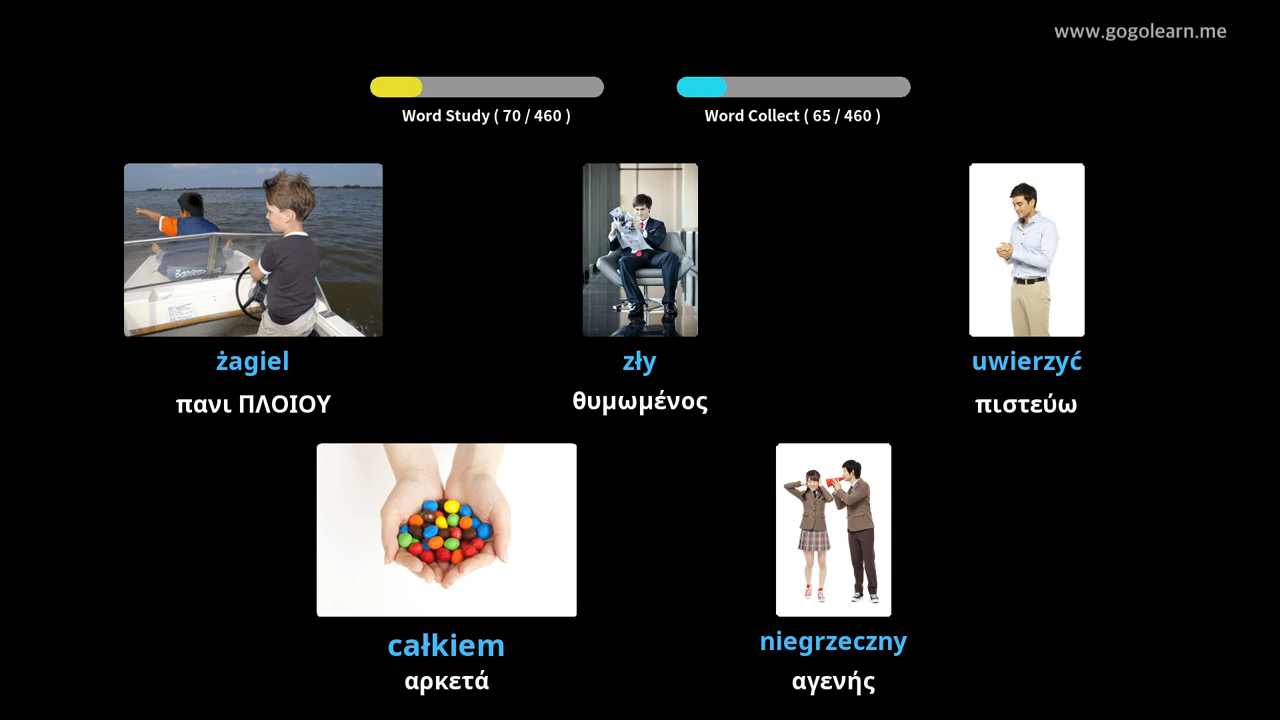 www.gogolearn.me
Word Study ( 70 / 460 )
Word Collect ( 65 / 460 )
żagiel
πανι ΠΛΟΙΟΥ
zły
θυμωμένος
uwierzyć
πιστεύω
całkiem
αρκετά
niegrzeczny
αγενής